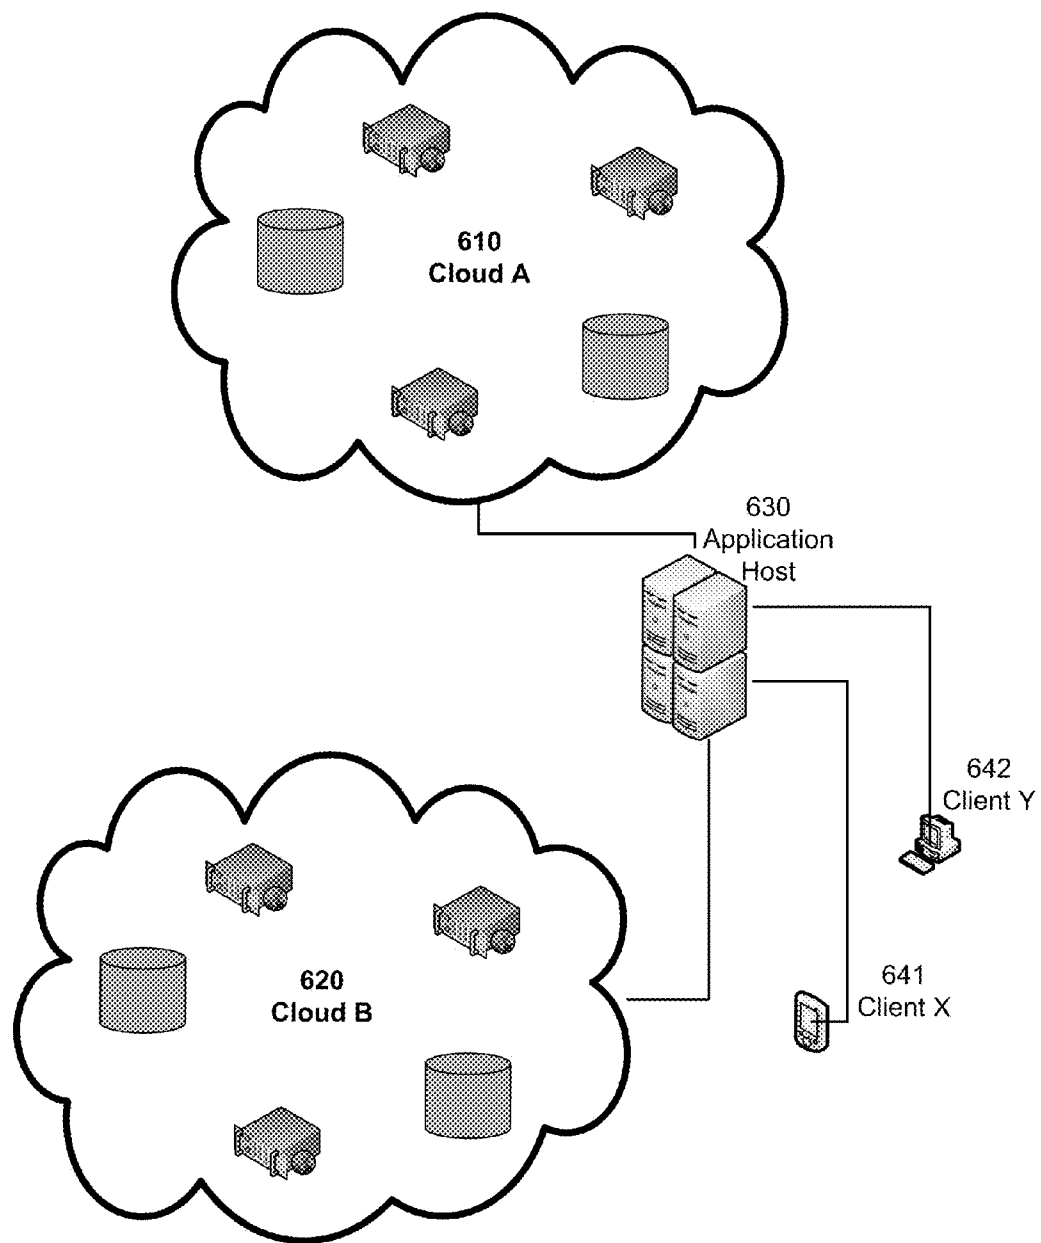 610
Cloud A
630
Application
Host
642
Client Y
641
Client X
620
Cloud B